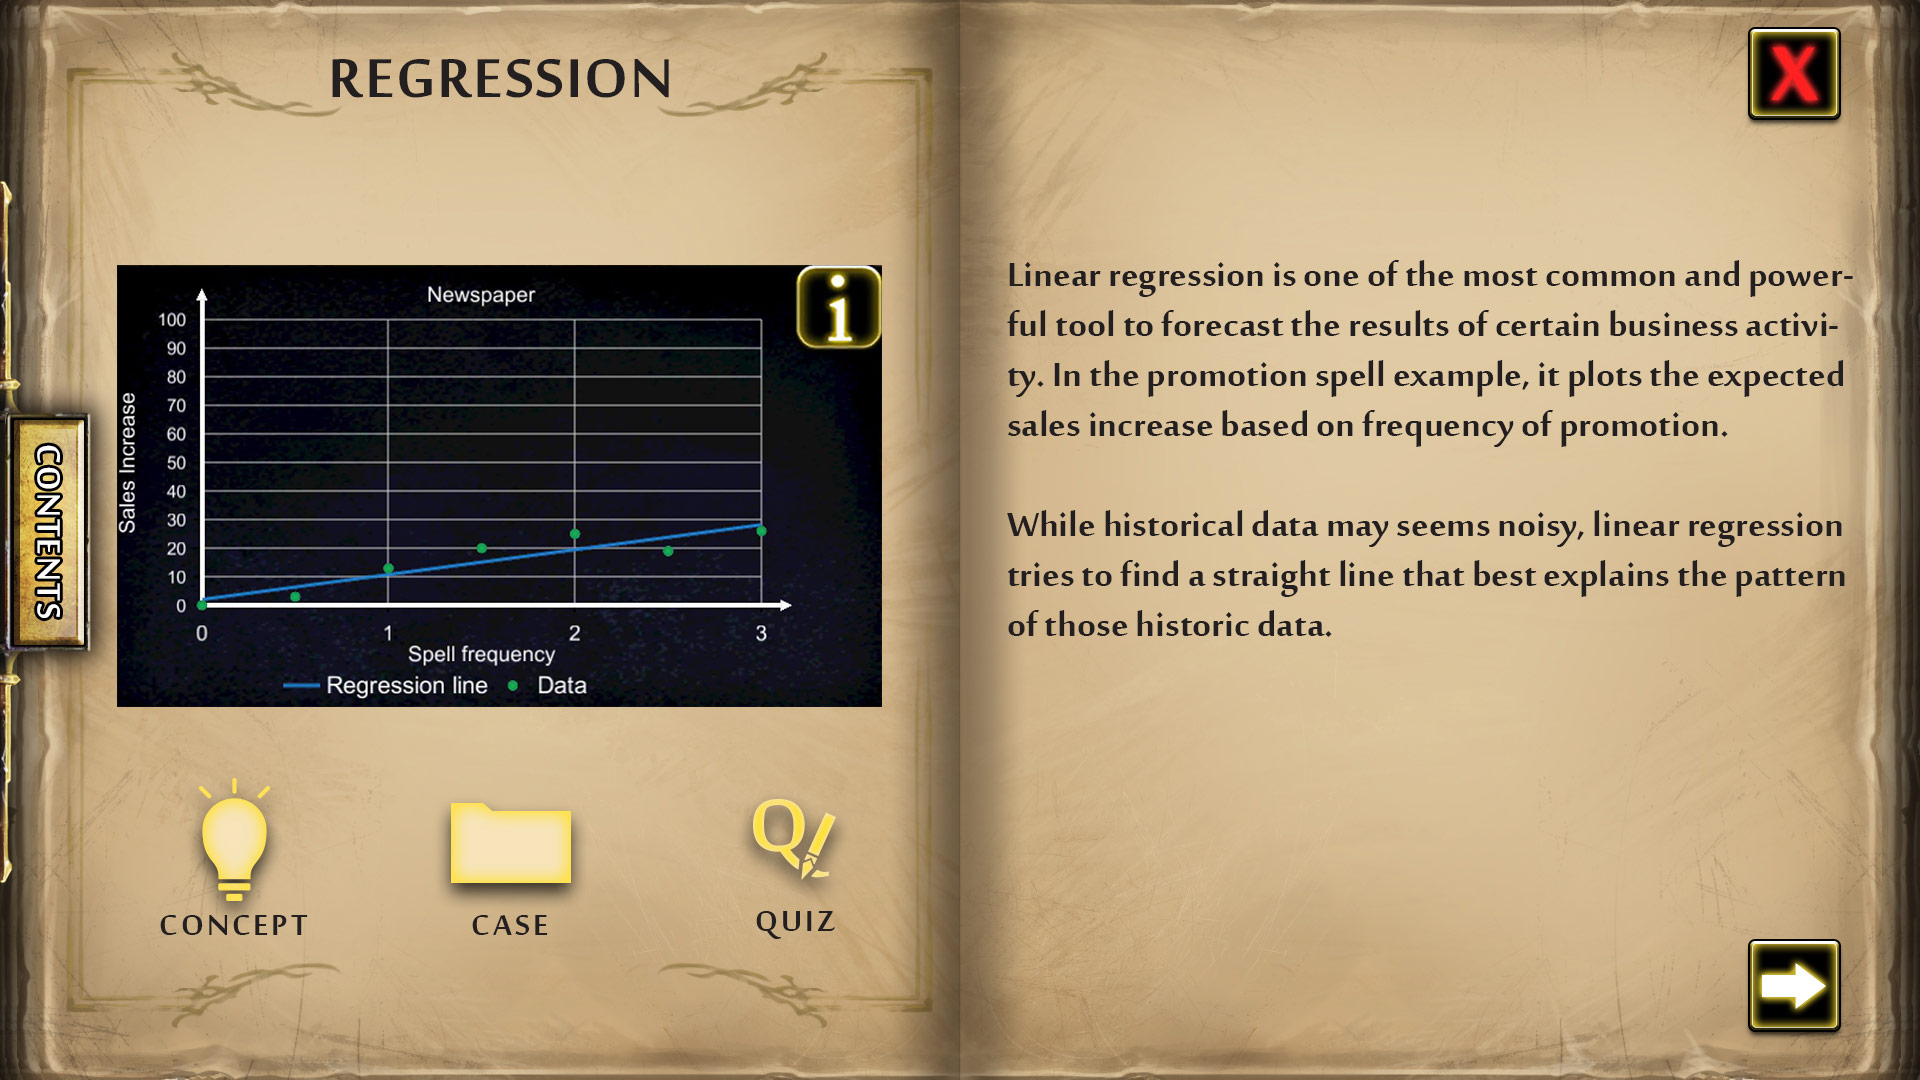 REGRESSION
X
Newspaper
i
100
90
80
70
60
50
40
30
20
10
0
Sales Increase
0 1 2 3
Spell frequency
Regression line Data
CONTENTS
CONCEPT
CASE
Q
QUIZ
Linear regression is one of the most common and power-
ful tool to forecast the results of certain business activi-
ty. In the promotion spell example, it plots the expected
sales increase based on frequency of promotion.
While historical data may seems noisy, linear regression
tries to find a straight line that best explains the pattern
of those historic data.